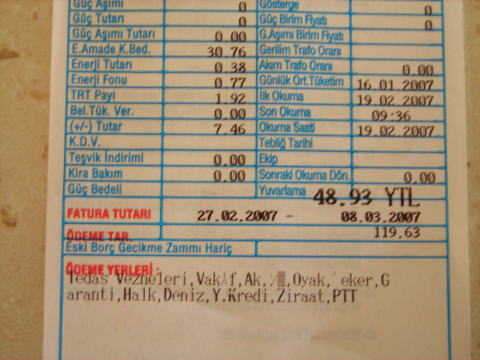 Güç Aşımı 0 Gösterge 0
Güç Tutarı 0 Güç Birim Fiyatı 0
Güç Aşımı Tutarı 0.00 G.Aşımı Birim Fiyatı
E.Amade K.Bed. 30.76 Gerilim Trafo Oranı
Enerji Tutarı 0.38 Akım Trafo Oranı 0.00
Enerji Fonu 0.77 Günlük Ort.Tüketim 16.01.2007
TRT Payı 1.92 İlk Okuma 19.02.2007
Bel.Tük. Ver. 0.00 Son Okuma 09:36
(+/-) Tutar 7.46 Okuma Saati 19.02.2007
K.D.V. Tebliğ Tarihi
Teşvik İndirimi 0.00 Ekip
Kira Bakım 0.00 Sonraki Okuma Dön. 0.00
Güç Bedeli Yuvarlama 48.93 YTL
FATURA TUTARI 27.02.2007 - 08.03.2007
ÖDEME TAR. 119.63
Eski Borç Gecikme Zammı Hariç
ÖDEME YERLERİ :
Tedas Vezneleri,Vakıf,Ak, Oyak, eker,G
aranti,Halk,Deniz,Y.Kredi,Ziraat,PTT